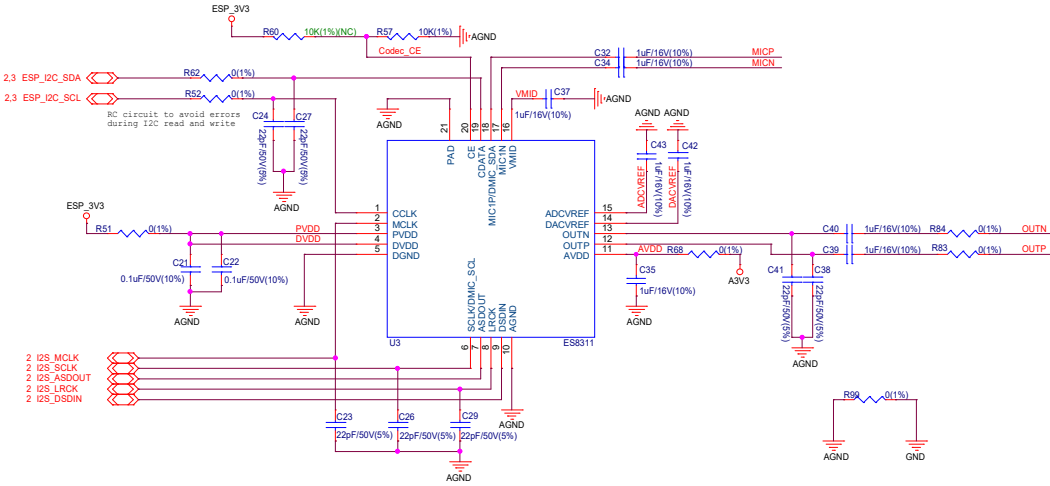 ESP_3V3
R60
10K(1%)(NC)
R57
10K(1%)
AGND
Codec_CE
C32
1uF/16V(10%)
MICP
C34
1uF/16V(10%)
MICN
2,3 ESP_I2C_SDA
R62
0(1%)
2,3 ESP_I2C_SCL
R52
0(1%)
RC circuit to avoid errors
during I2C read and write
C24
22pF/50V(5%)
C27
22pF/50V(5%)
AGND
AGND
VMID
C37
1uF/16V(10%)
AGND
AGND
AGND
C43
1uF/16V(10%)
C42
1uF/16V(10%)
ADCVREF
DACVREF
21
20
19
18
17
16
PAD
CE
CDATA
MIC1P/DMIC_SDA
MIC1N
VMID
ESP_3V3
R51
0(1%)
PVDD
DVDD
1
CCLK
2
MCLK
3
PVDD
4
DVDD
5
DGND
ADCVREF
15
DACVREF
14
OUTN
13
OUTP
12
AVDD
11
C21
0.1uF/50V(10%)
C22
0.1uF/50V(10%)
AGND
AGND
AVDD
R68
0(1%)
A3V3
C35
1uF/16V(10%)
AGND
C40
1uF/16V(10%)
R84
0(1%)
OUTN
C39
1uF/16V(10%)
R83
0(1%)
OUTP
C41
22pF/50V(5%)
C38
22pF/50V(5%)
AGND
SCLK/DMIC_SCL
ASDOUT
LRCK
DSDIN
AGND
U3
6
7
8
9
10
ES8311
2 I2S_MCLK
2 I2S_SCLK
2 I2S_ASDOUT
2 I2S_LRCK
2 I2S_DSDIN
C23
22pF/50V(5%)
C26
22pF/50V(5%)
C29
22pF/50V(5%)
AGND
AGND
R99
0(1%)
AGND
GND